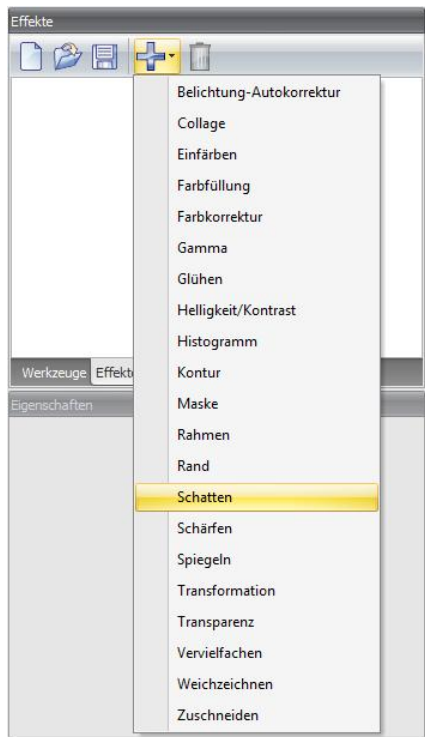 Effekte
Belichtung-Autokorrektur
Collage
Einfärben
Farbfüllung
Farbkorrektur
Gamma
Glühen
Helligkeit/Kontrast
Histogramm
Kontur
Maske
Rahmen
Rand
Schatten
Schärfen
Spiegeln
Transformation
Transparenz
Vervielfachen
Weichzeichnen
Zuschneiden
Werkzeuge Effekt
Eigenschaften